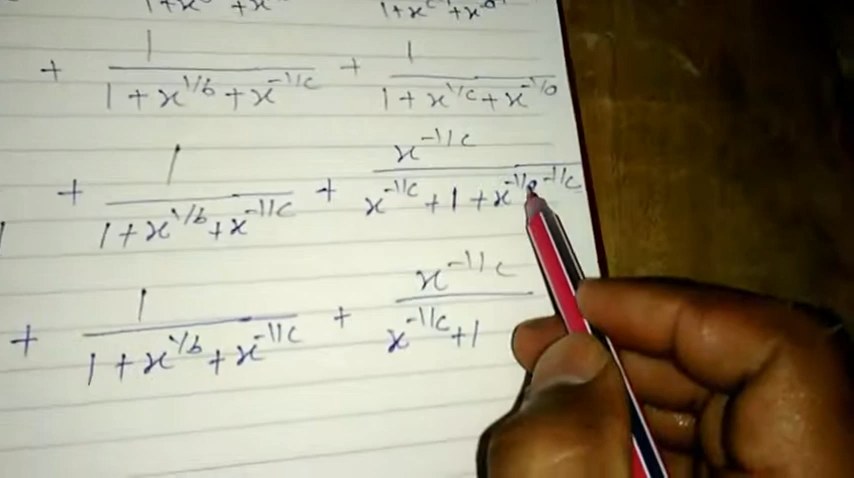 + 1/(1+x^1/b+x^-1/c) + 1/(1+x^1/c+x^-1/a)
+ 1/(1+x^1/b+x^-1/c) + x^-1/c/(x^-1/c+1+x^-1/a-1/c)
+ 1/(1+x^1/b+x^-1/c) + x^-1/c/(x^-1/c+1